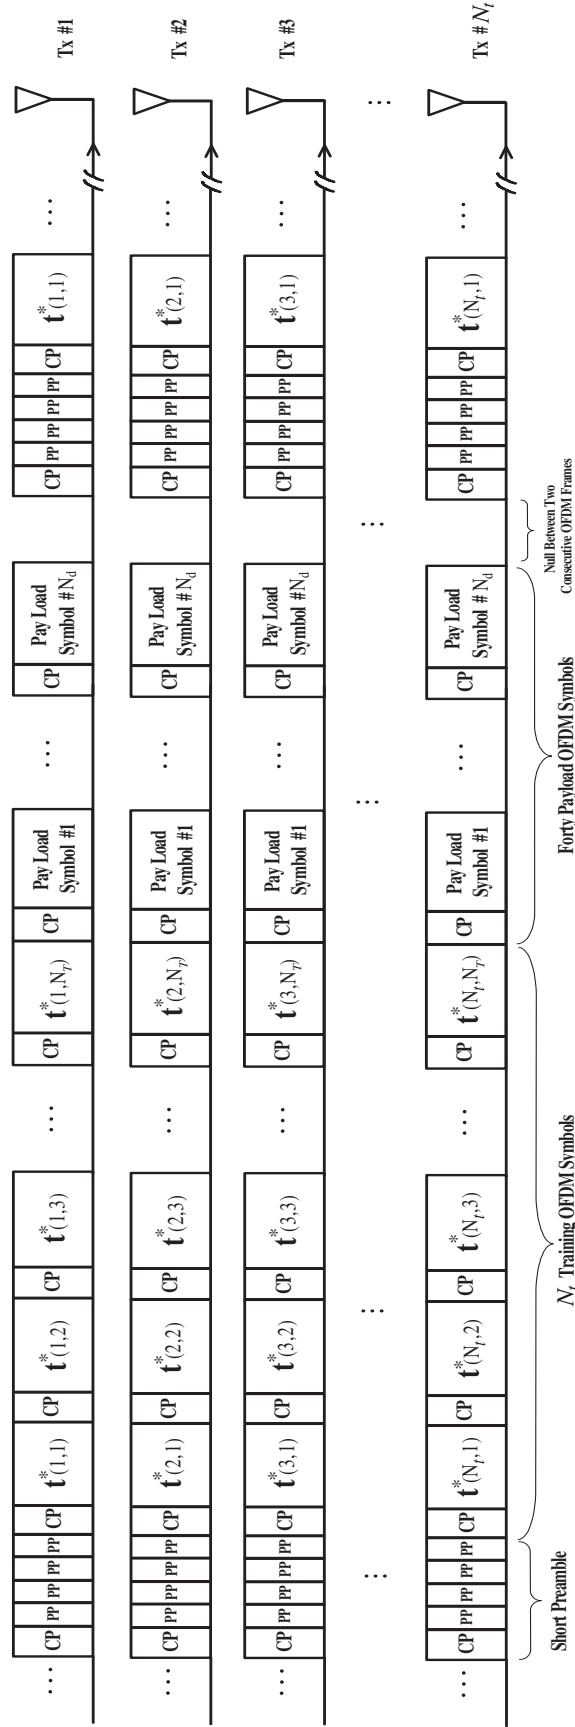 ... CP PP PP PP PP CP t*(1,1) CP t*(1,2) CP t*(1,3) ... CP t*(1,N_T) CP Pay Load Symbol #1 ... CP Pay Load Symbol # N_d CP PP PP PP PP CP t*(1,1) ... Tx #1
... CP PP PP PP PP CP t*(2,1) CP t*(2,2) CP t*(2,3) ... CP t*(2,N_T) CP Pay Load Symbol #1 ... CP Pay Load Symbol # N_d CP PP PP PP PP CP t*(2,1) ... Tx #2
... CP PP PP PP PP CP t*(3,1) CP t*(3,2) CP t*(3,3) ... CP t*(3,N_T) CP Pay Load Symbol #1 ... CP Pay Load Symbol # N_d CP PP PP PP PP CP t*(3,1) ... Tx #3
... ... ... ... ...
... CP PP PP PP PP CP t*(N_t,1) CP t*(N_t,2) CP t*(N_t,3) ... CP t*(N_t,N_T) CP Pay Load Symbol #1 ... CP Pay Load Symbol # N_d CP PP PP PP PP CP t*(N_t,1) ... Tx # N_t
Short Preamble
N_t Training OFDM Symbols
Forty Payload OFDM Symbols
Null Between Two
Consecutive OFDM Frames